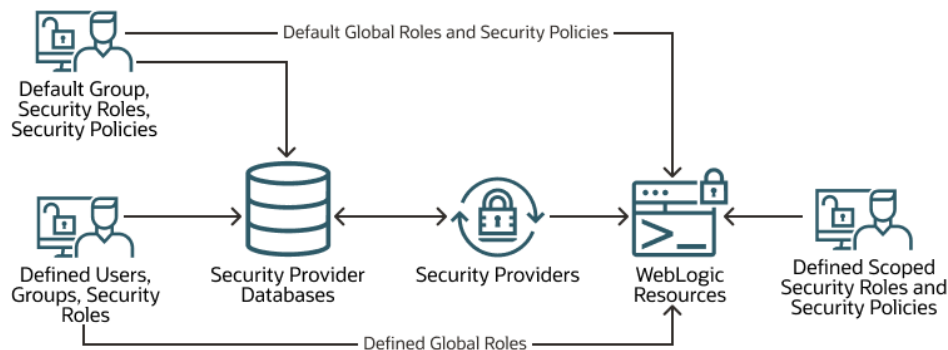 Default Global Roles and Security Policies
Default Group,
Security Roles,
Security Policies
Defined Users,
Groups, Security
Roles
Security Provider
Databases
Security Providers
WebLogic
Resources
Defined Scoped
Security Roles and
Security Policies
Defined Global Roles